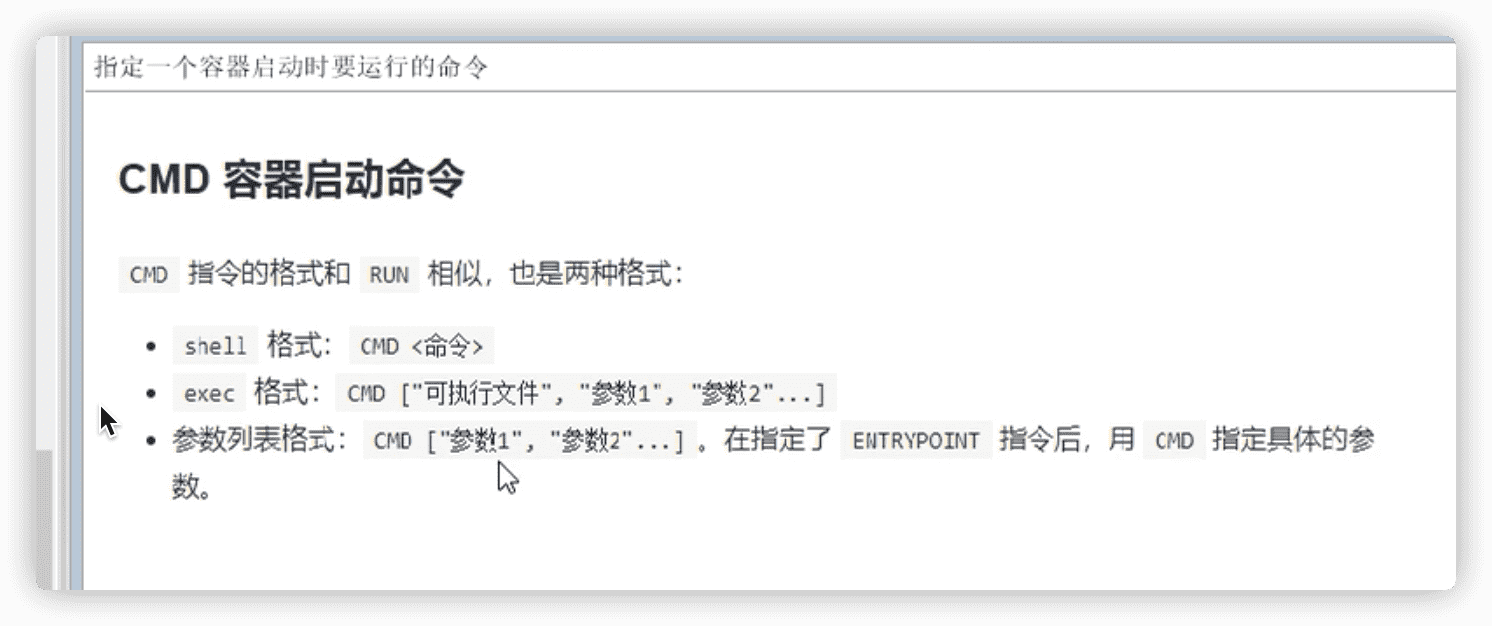 指定一个容器启动时要运行的命令
CMD 容器启动命令
CMD 指令的格式和 RUN 相似，也是两种格式：
• shell 格式： CMD <命令>
• exec 格式： CMD ["可执行文件", "参数1", "参数2"...]
• 参数列表格式： CMD ["参数1", "参数2"...] 。在指定了 ENTRYPOINT 指令后，用 CMD 指定具体的参
数。